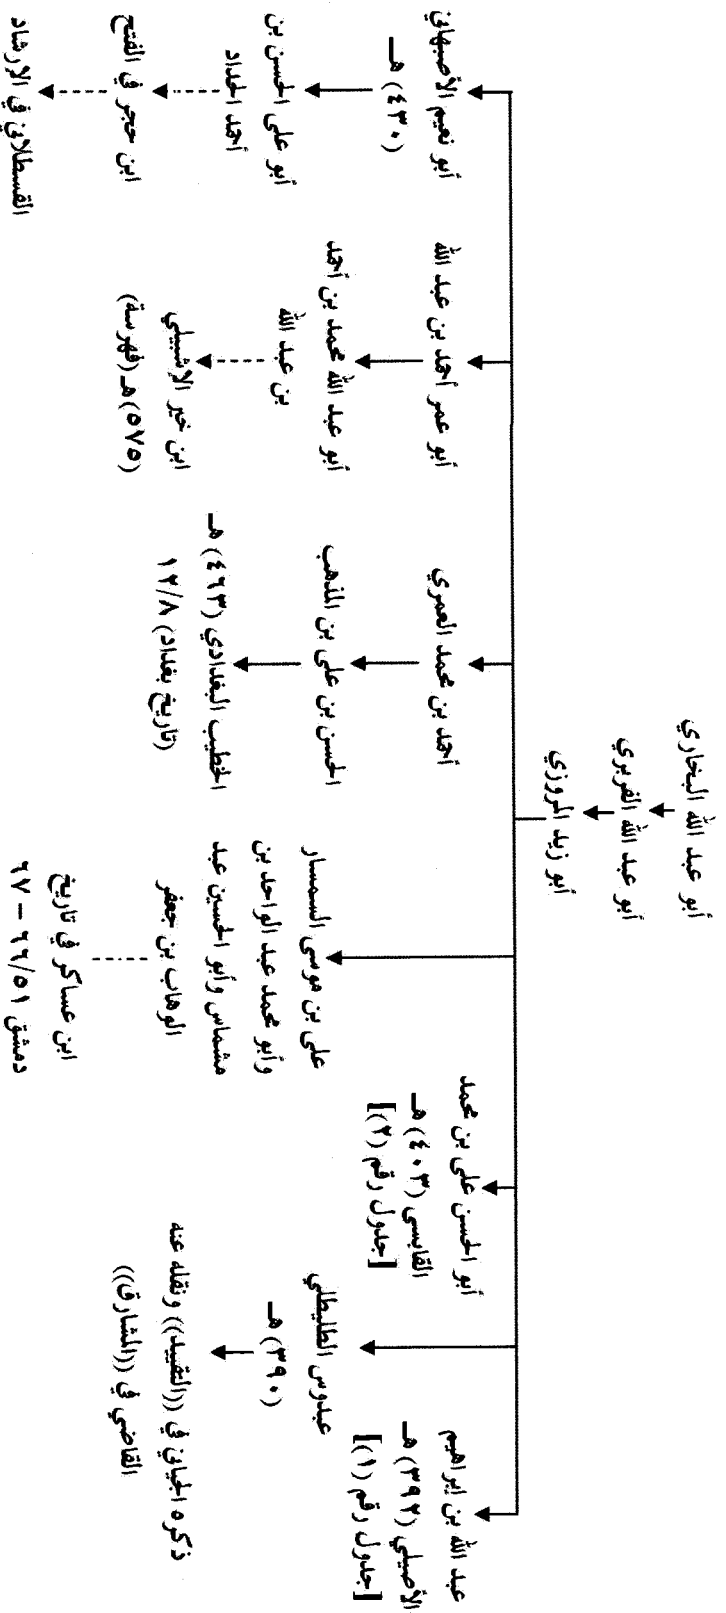 أبو عبد الله البخاري
أبو عبد الله الفربري
أبو زيد المروزي
عبد الله بن إبراهيم
الأصيلي (٣٩٢) هـ
[جدول رقم (١)]
عبدوس الطليطلي
(٣٩٠) هـ
ذكره الجياني في ((التقييد)) ونقله عنه
القاضي في ((المشارق))
أبو الحسن على بن محمد
القابسى (٤٠٣) هـ
[جدول رقم (٢)]
على بن موسى السمسار
وأبو محمد عبد الواحد بن
مشماس وأبو الحسين عبد
الوهاب بن جعفر
ابن عساكر في تاريخ
دمشق ٦٦/٥١ – ٦٧
أحمد بن محمد العمري
الحسن بن على بن المذهب
الخطيب البغدادي (٤٦٣) هـ
(تاريخ بغداد) ١٢/٨
أبو عمر أحمد بن عبد الله
أبو عبد الله محمد بن أحمد
بن عبد الله
ابن خير الإشبيلي
(٥٧٥) هـ (فهرسة)
أبو نعيم الأصبهاني
(٤٣٠) هـ
أبو على الحسن بن
أحمد الحداد
ابن حجر في الفتح
القسطلاني في الإرشاد